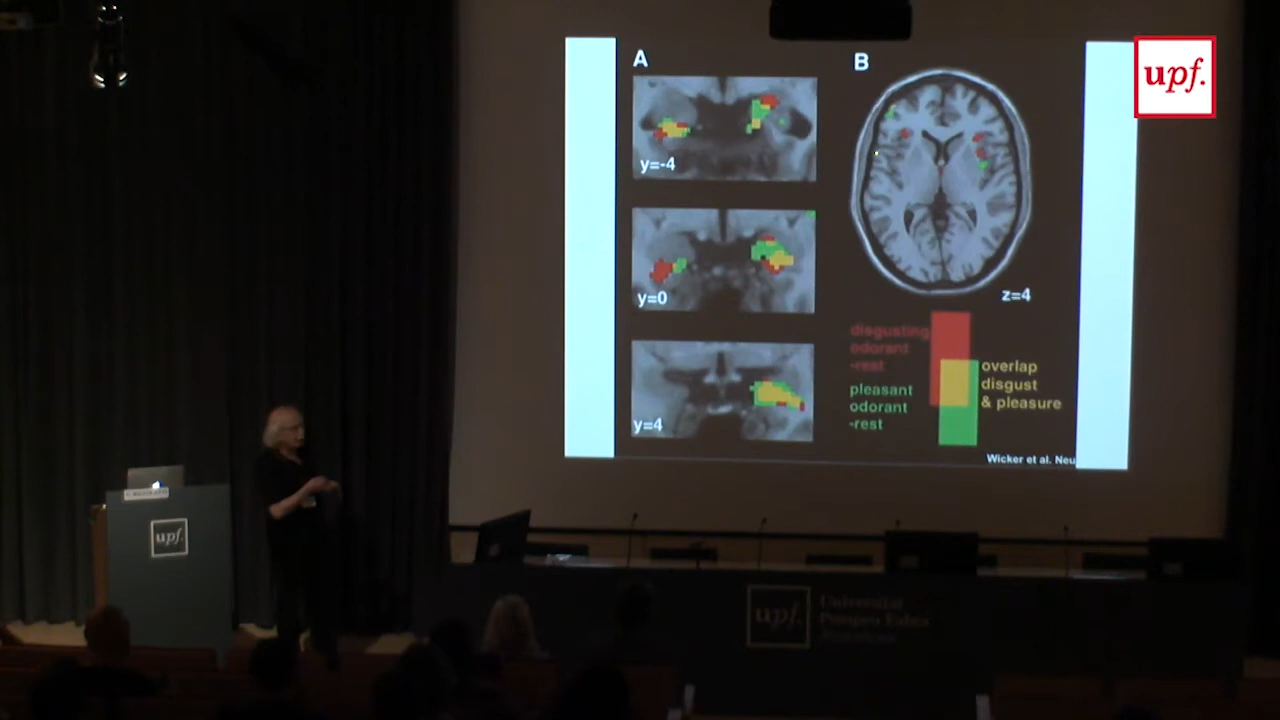 A
B
upf.
y=-4
y=0
z=4
disgusting
odorant
-rest
overlap
disgust
& pleasure
pleasant
odorant
-rest
y=4
Wicker et al. Neu
upf.
upf.
Universitat
Pompeu Fabra
Barcelona